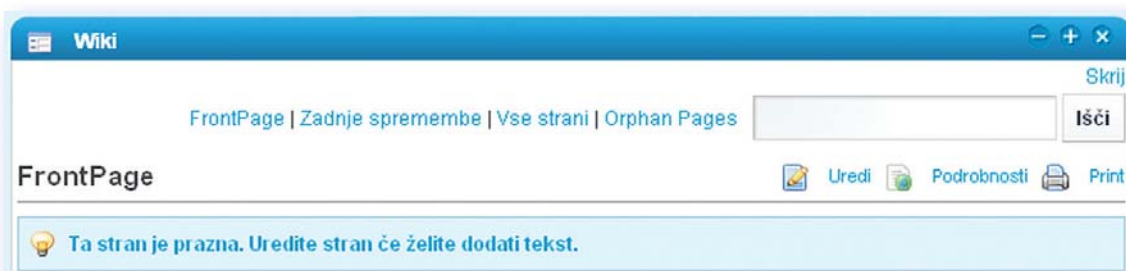 Wiki
Skrij
FrontPage | Zadnje spremembe | Vse strani | Orphan Pages Išči
FrontPage Uredi Podrobnosti Print
Ta stran je prazna. Uredite stran če želite dodati tekst.